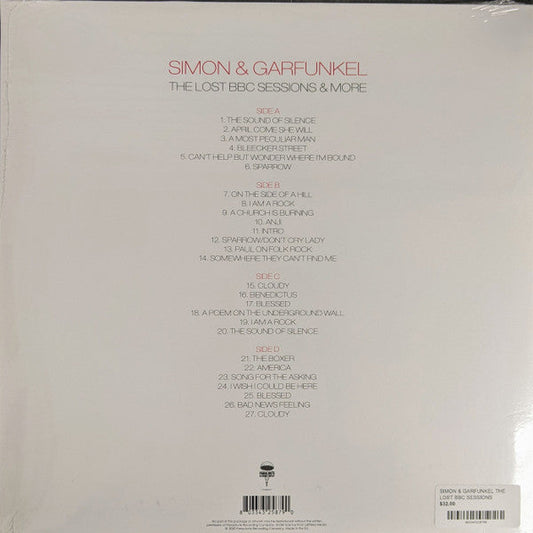 SIMON & GARFUNKEL
THE LOST BBC SESSIONS & MORE
SIDE A
1. THE SOUND OF SILENCE
2. APRIL COME SHE WILL
3. A MOST PECULIAR MAN
4. BLEECKER STREET
5. CAN'T HELP BUT WONDER WHERE I'M BOUND
6. SPARROW
SIDE B
7. ON THE SIDE OF A HILL
8. I AM A ROCK
9. A CHURCH IS BURNING
10. ANJI
11. INTRO
12. SPARROW/DON'T CRY LADY
13. PAUL ON FOLK ROCK
14. SOMEWHERE THEY CAN'T FIND ME
SIDE C
15. CLOUDY
16. BENEDICTUS
17. BLESSED
18. A POEM ON THE UNDERGROUND WALL
19. I AM A ROCK
20. THE SOUND OF SILENCE
SIDE D
21. THE BOXER
22. AMERICA
23. SONG FOR THE ASKING
24. I WISH I COULD BE HERE
25. BLESSED
26. BAD NEWS FEELING
27. CLOUDY
8 03343 25879 0
SIMON & GARFUNKEL THE
LOST BBC SESSIONS
$32.00